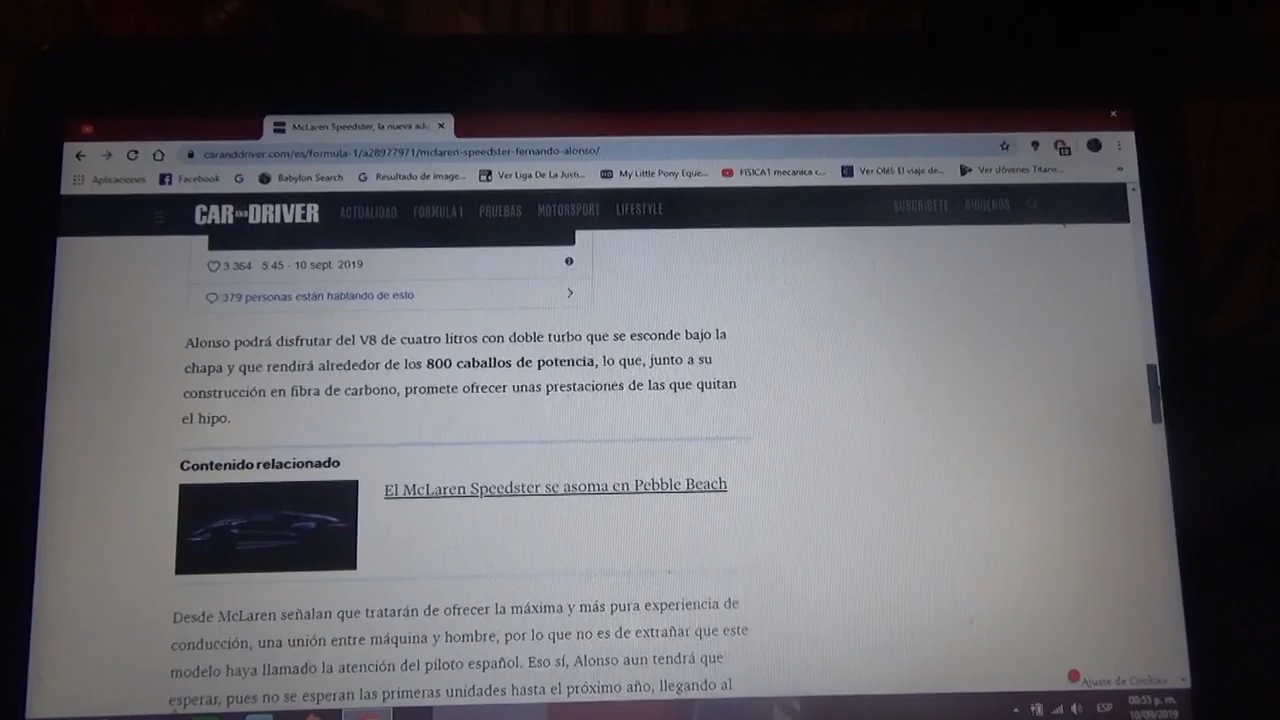 McLaren Speedster, la nueva ad
caranddriver.com/es/formula-1/a28977971/mclaren-speedster-fernando-alonso/
Aplicaciones Facebook Babylon Search Resultado de image... Ver Liga De La Justi... My Little Pony Eque... FISICA1 mecanica c... Ver Olé!: El viaje de... Ver Jóvenes Titane... »
CAR AND DRIVER ACTUALIDAD FÓRMULA 1 PRUEBAS MOTORSPORT LIFESTYLE SUSCRÍBETE SÍGUENOS
3.364 5:45 - 10 sept. 2019
379 personas están hablando de esto
Alonso podrá disfrutar del V8 de cuatro litros con doble turbo que se esconde bajo la
chapa y que rendirá alrededor de los 800 caballos de potencia, lo que, junto a su
construcción en fibra de carbono, promete ofrecer unas prestaciones de las que quitan
el hipo.
Contenido relacionado
El McLaren Speedster se asoma en Pebble Beach
Desde McLaren señalan que tratarán de ofrecer la máxima y más pura experiencia de
conducción, una unión entre máquina y hombre, por lo que no es de extrañar que este
modelo haya llamado la atención del piloto español. Eso sí, Alonso aun tendrá que
esperar, pues no se esperan las primeras unidades hasta el próximo año, llegando al
Ajuste de Cookies
ESP
08:53 p. m.
10/09/2019